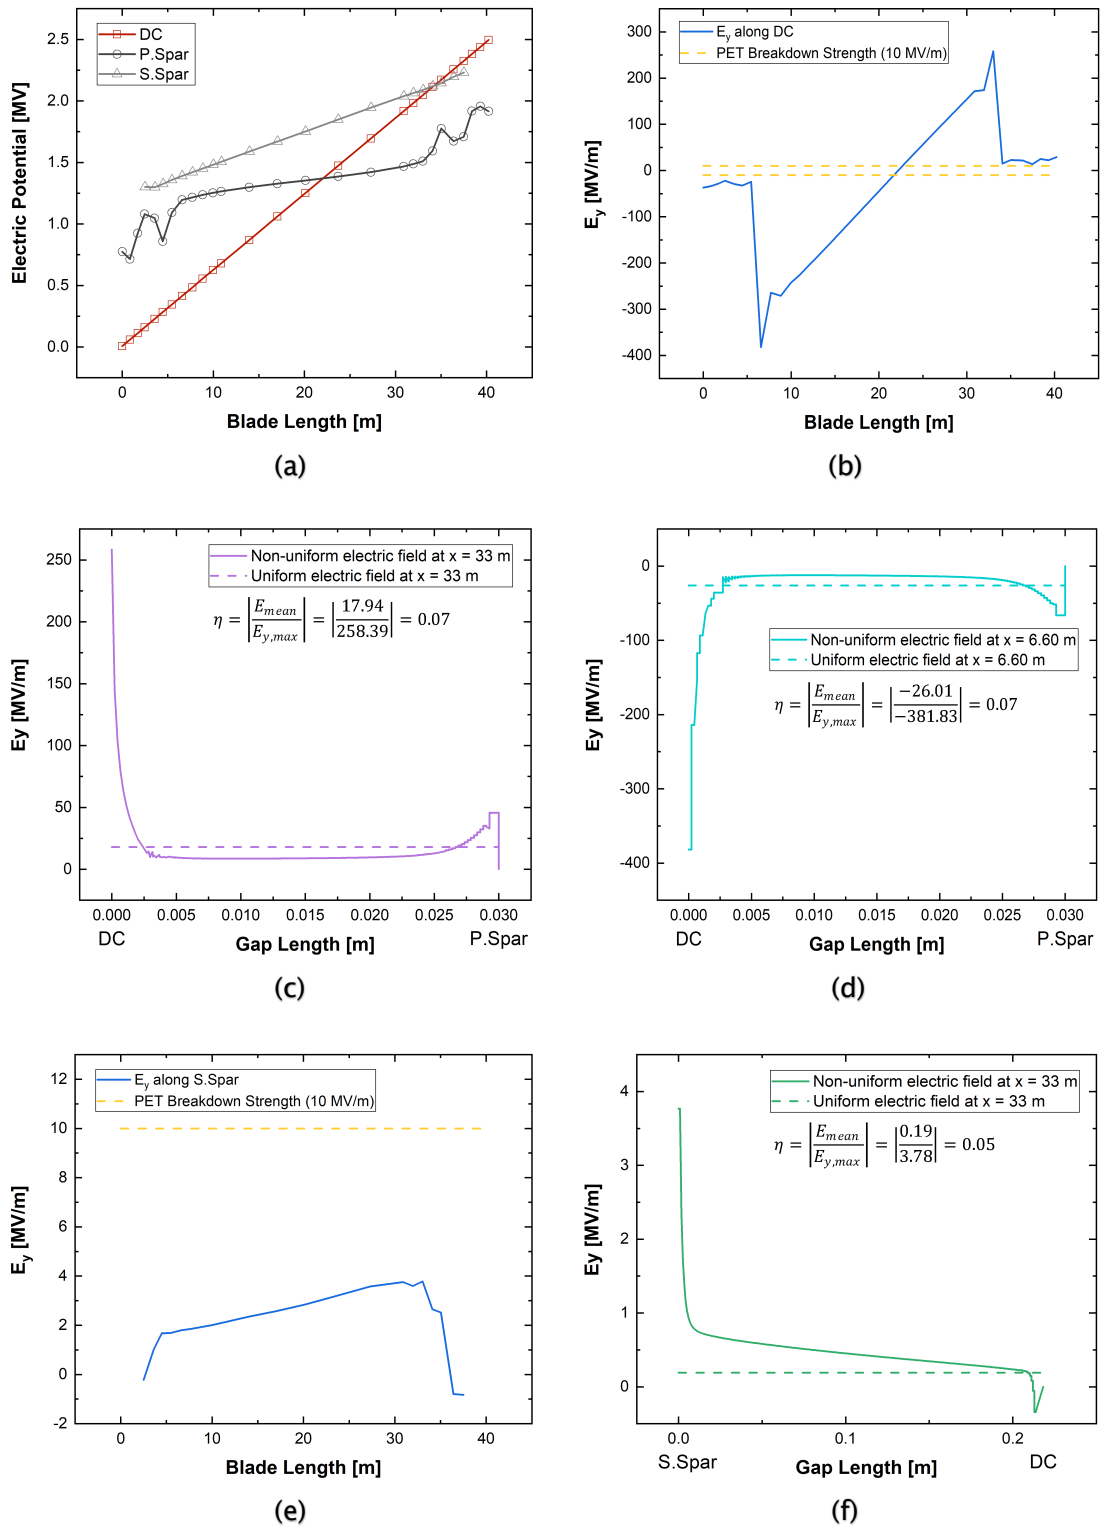 DC
P.Spar
S.Spar
2.5
2.0
1.5
1.0
0.5
0.0
Electric Potential [MV]
0 10 20 30 40
Blade Length [m]
(a)
E_y along DC
PET Breakdown Strength (10 MV/m)
300
200
100
0
-100
-200
-300
-400
E_y [MV/m]
0 10 20 30 40
Blade Length [m]
(b)
Non-uniform electric field at x = 33 m
Uniform electric field at x = 33 m
η = |E_mean / E_y,max| = |17.94 / 258.39| = 0.07
250
200
150
100
50
0
Ey [MV/m]
0.000 0.005 0.010 0.015 0.020 0.025 0.030
DC Gap Length [m] P.Spar
(c)
Non-uniform electric field at x = 6.60 m
Uniform electric field at x = 6.60 m
η = |E_mean / E_y,max| = |−26.01 / −381.83| = 0.07
0
-100
-200
-300
-400
Ey [MV/m]
0.000 0.005 0.010 0.015 0.020 0.025 0.030
DC Gap Length [m] P.Spar
(d)
E_y along S.Spar
PET Breakdown Strength (10 MV/m)
12
10
8
6
4
2
0
-2
E_y [MV/m]
0 10 20 30 40
Blade Length [m]
(e)
Non-uniform electric field at x = 33 m
Uniform electric field at x = 33 m
η = |E_mean / E_y,max| = |0.19 / 3.78| = 0.05
4
3
2
1
0
Ey [MV/m]
0.0 0.1 0.2
S.Spar Gap Length [m] DC
(f)